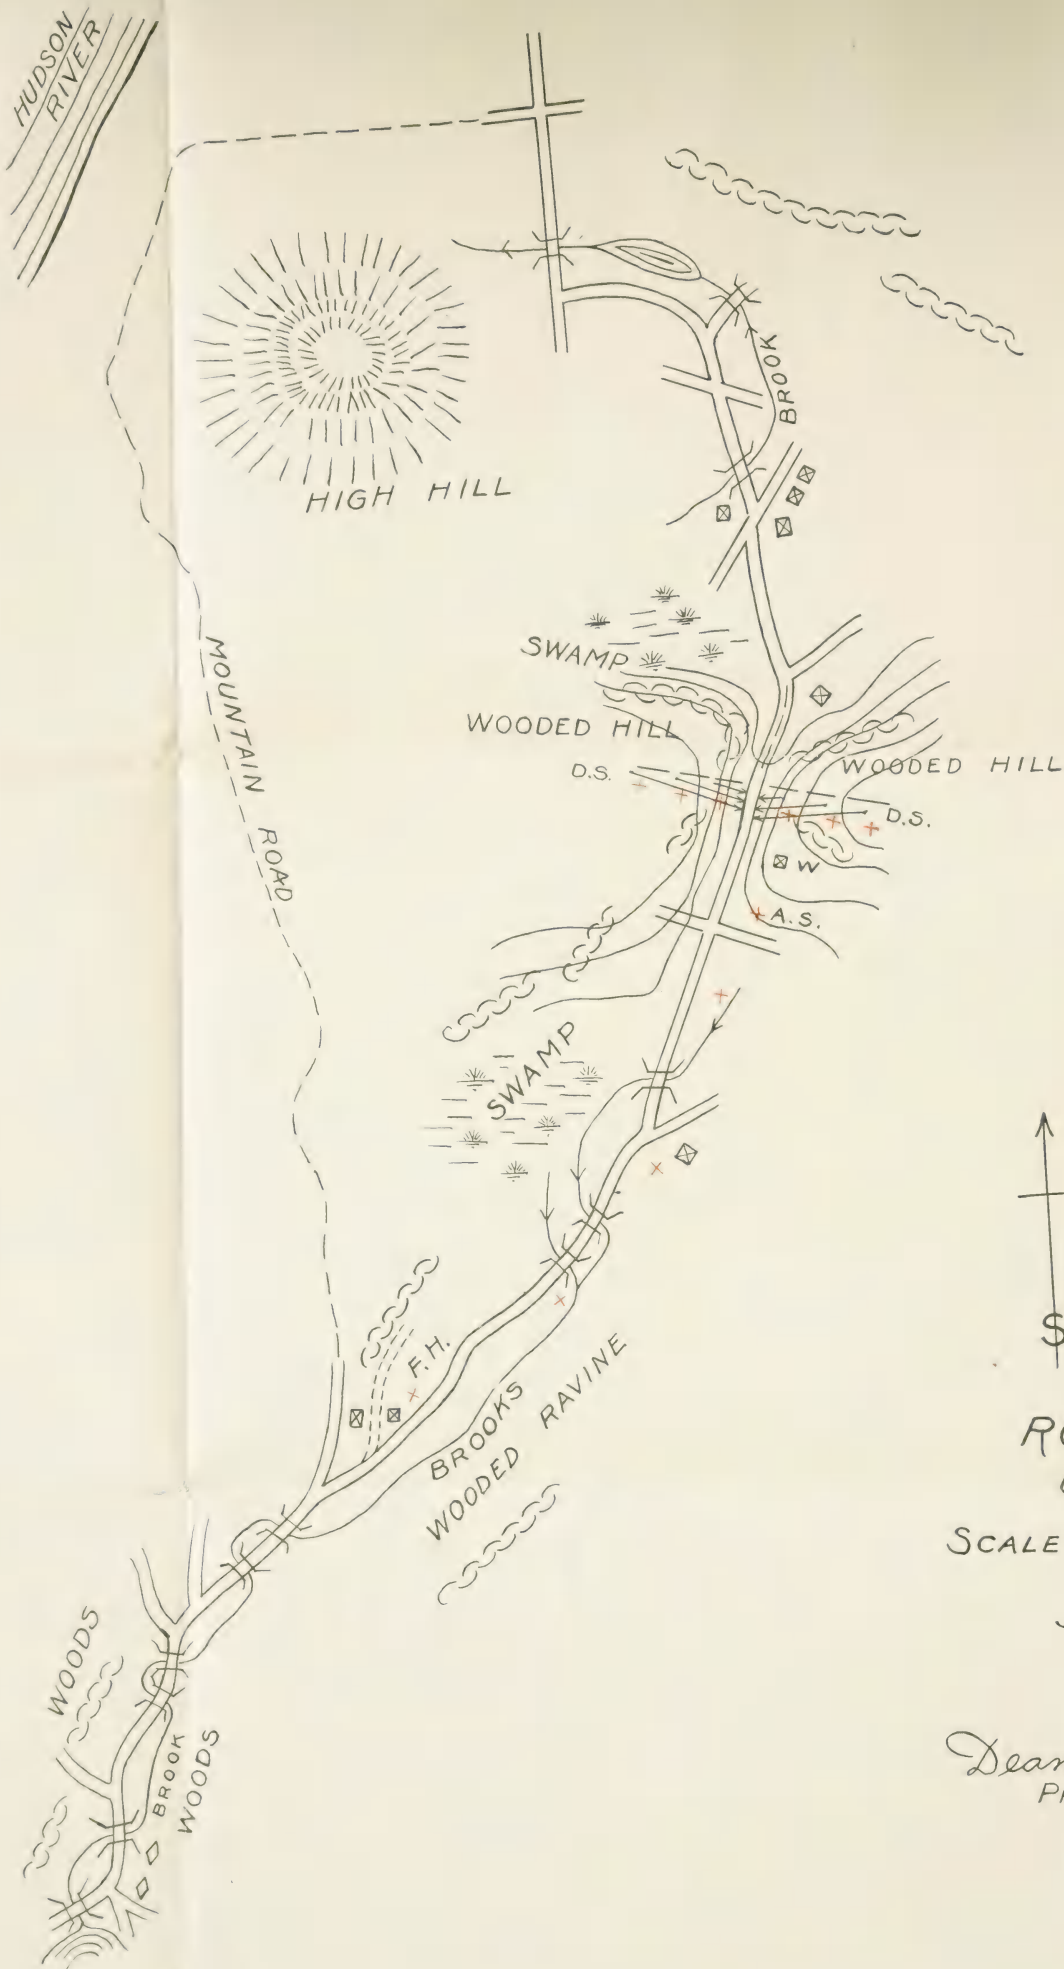 HUDSON
RIVER
BROOK
HIGH HILL
SWAMP
MOUNTAIN ROAD
WOODED HILL
WOODED HILL
D.S.
D.S.
W
A.S.
SWAMP
F.H.
BROOKS
WOODED RAVINE
SCALE
WOODS
BROOK
WOODS